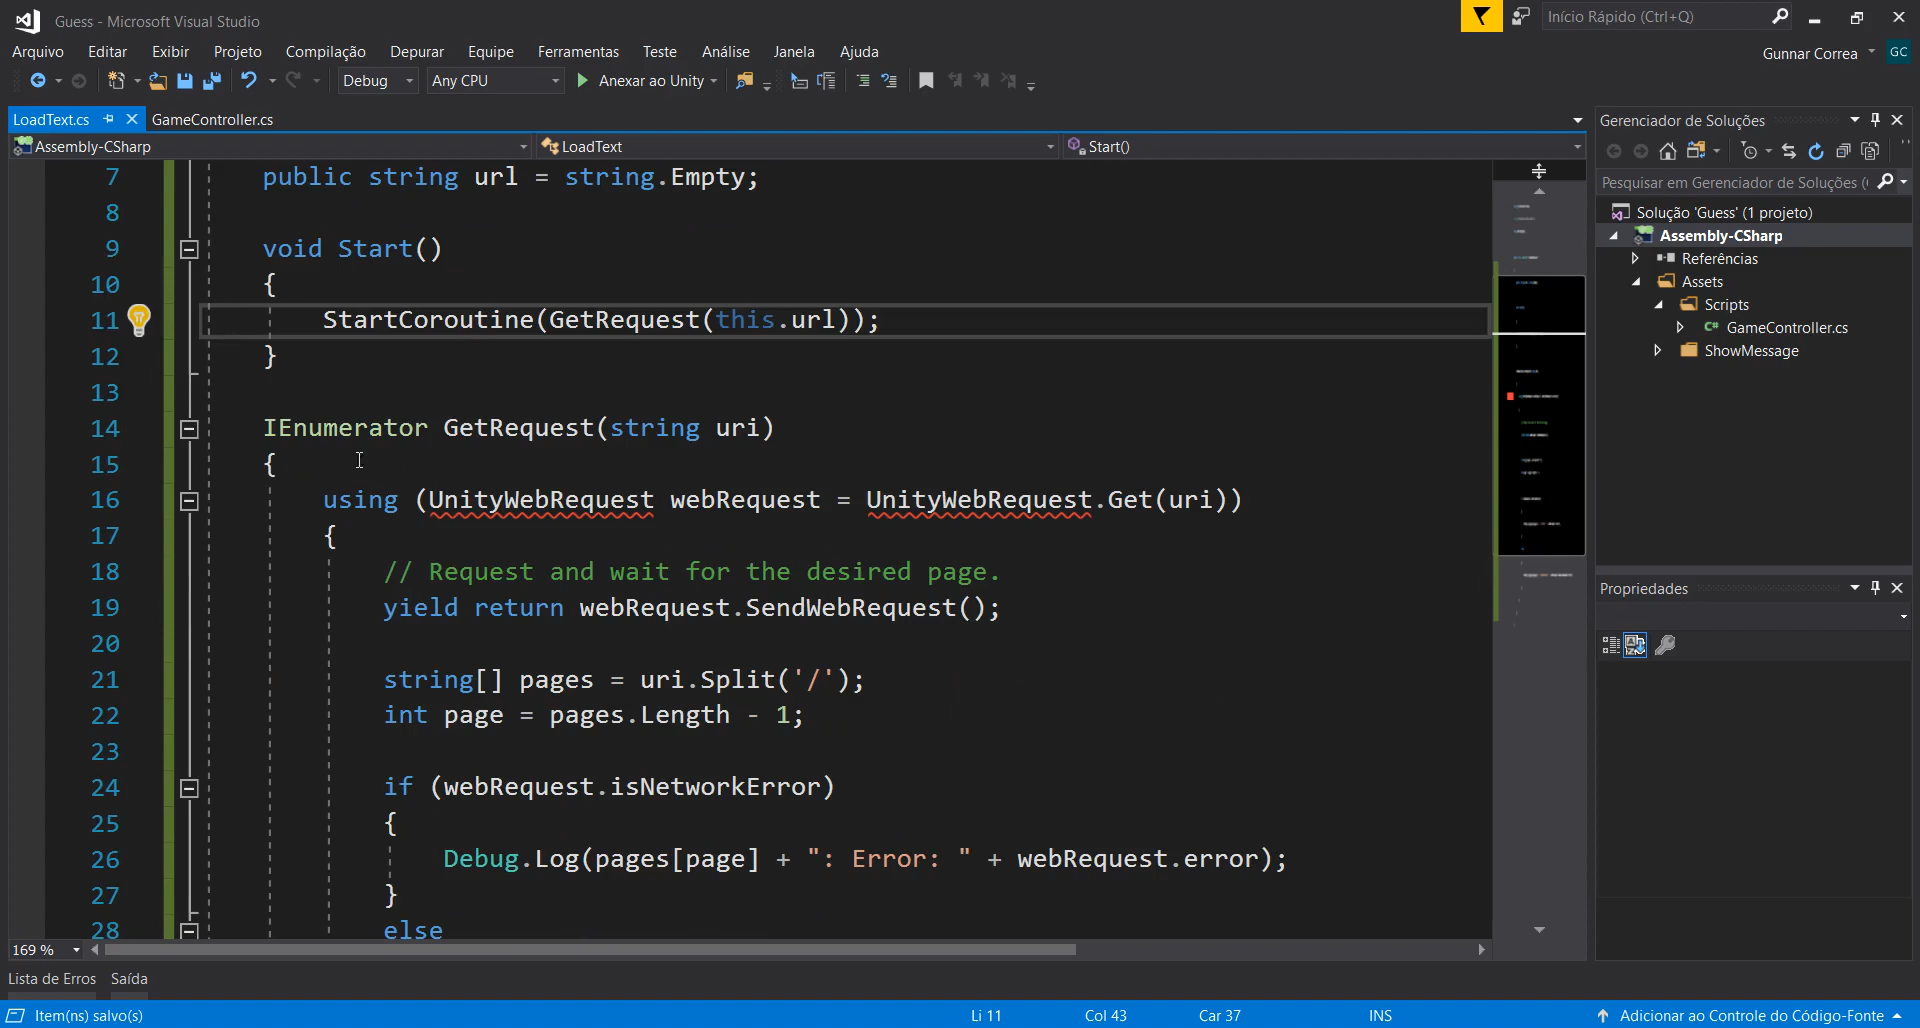 Guess - Microsoft Visual Studio
Início Rápido (Ctrl+Q)
Arquivo Editar Exibir Projeto Compilação Depurar Equipe Ferramentas Teste Análise Janela Ajuda
Gunnar Correa GC
Debug Any CPU Anexar ao Unity
LoadText.cs GameController.cs
Assembly-CSharp LoadText Start()
7 public string url = string.Empty;
8
9 void Start()
10 {
11 StartCoroutine(GetRequest(this.url));
12 }
13
14 IEnumerator GetRequest(string uri)
15 {
16 using (UnityWebRequest webRequest = UnityWebRequest.Get(uri))
17 {
18 // Request and wait for the desired page.
19 yield return webRequest.SendWebRequest();
20
21 string[] pages = uri.Split('/');
22 int page = pages.Length - 1;
23
24 if (webRequest.isNetworkError)
25 {
26 Debug.Log(pages[page] + ": Error: " + webRequest.error);
27 }
28 else
169 %
Gerenciador de Soluções
Pesquisar em Gerenciador de Soluções (
Solução 'Guess' (1 projeto)
Assembly-CSharp
Referências
Assets
Scripts
C# GameController.cs
ShowMessage
Propriedades
Lista de Erros Saída
Item(ns) salvo(s) Li 11 Col 43 Car 37 INS Adicionar ao Controle do Código-Fonte